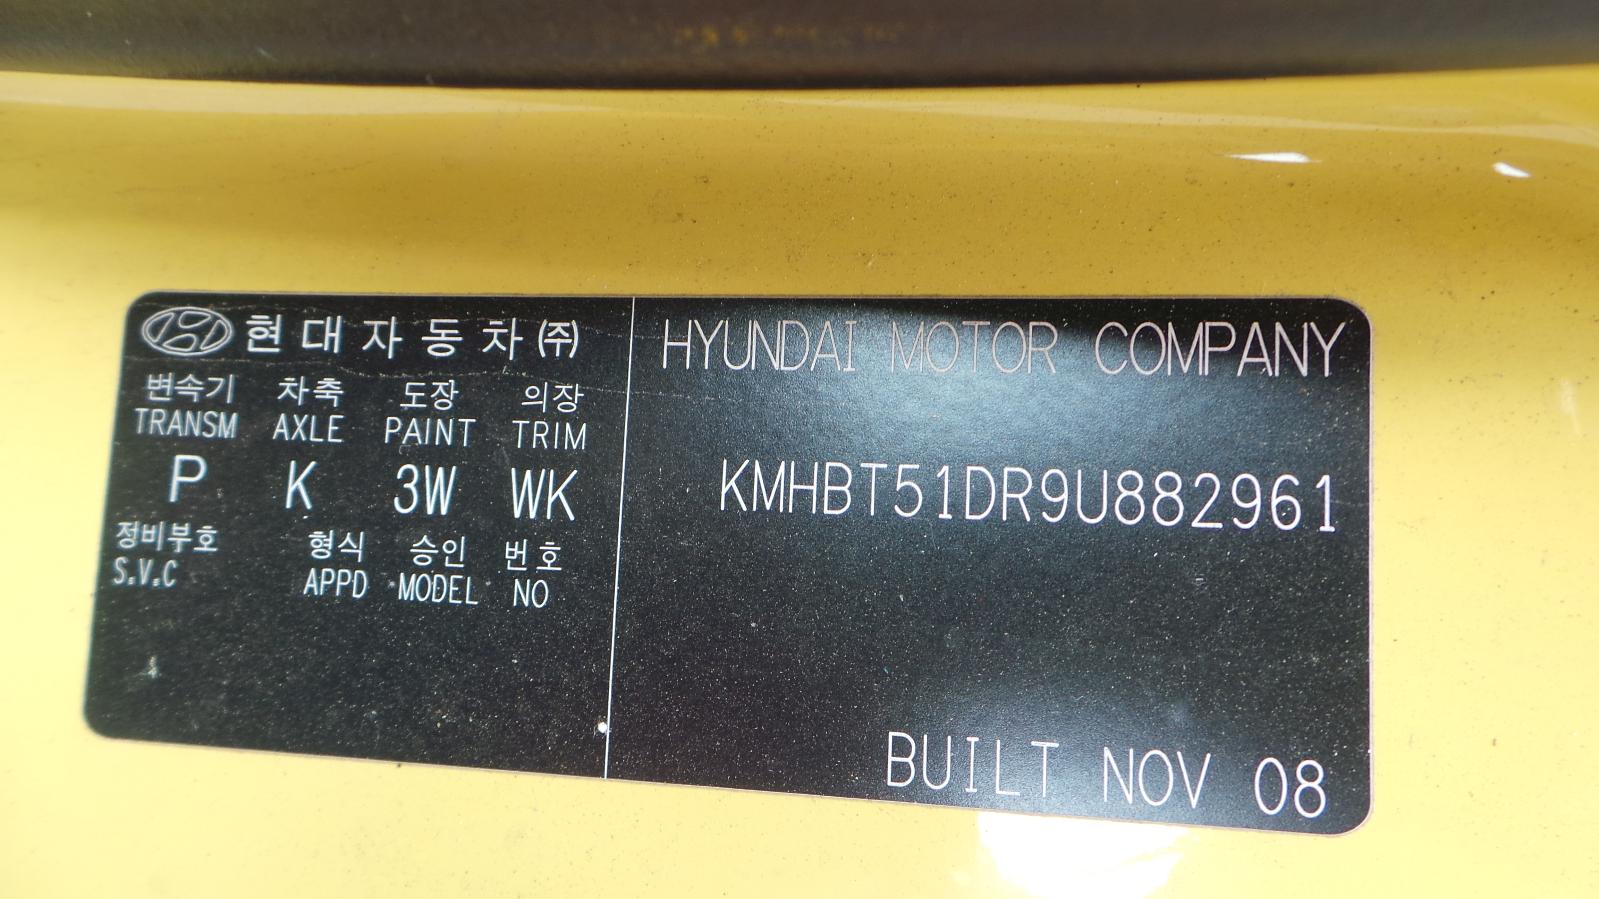 현대자동차(주)
HYUNDAI MOTOR COMPANY
변속기 차축 도장 의장
TRANSM AXLE PAINT TRIM
P K 3W WK
KMHBT51DR9U882961
정비부호 형식 승인 번호
S.V.C APPD MODEL NO
BUILT NOV 08